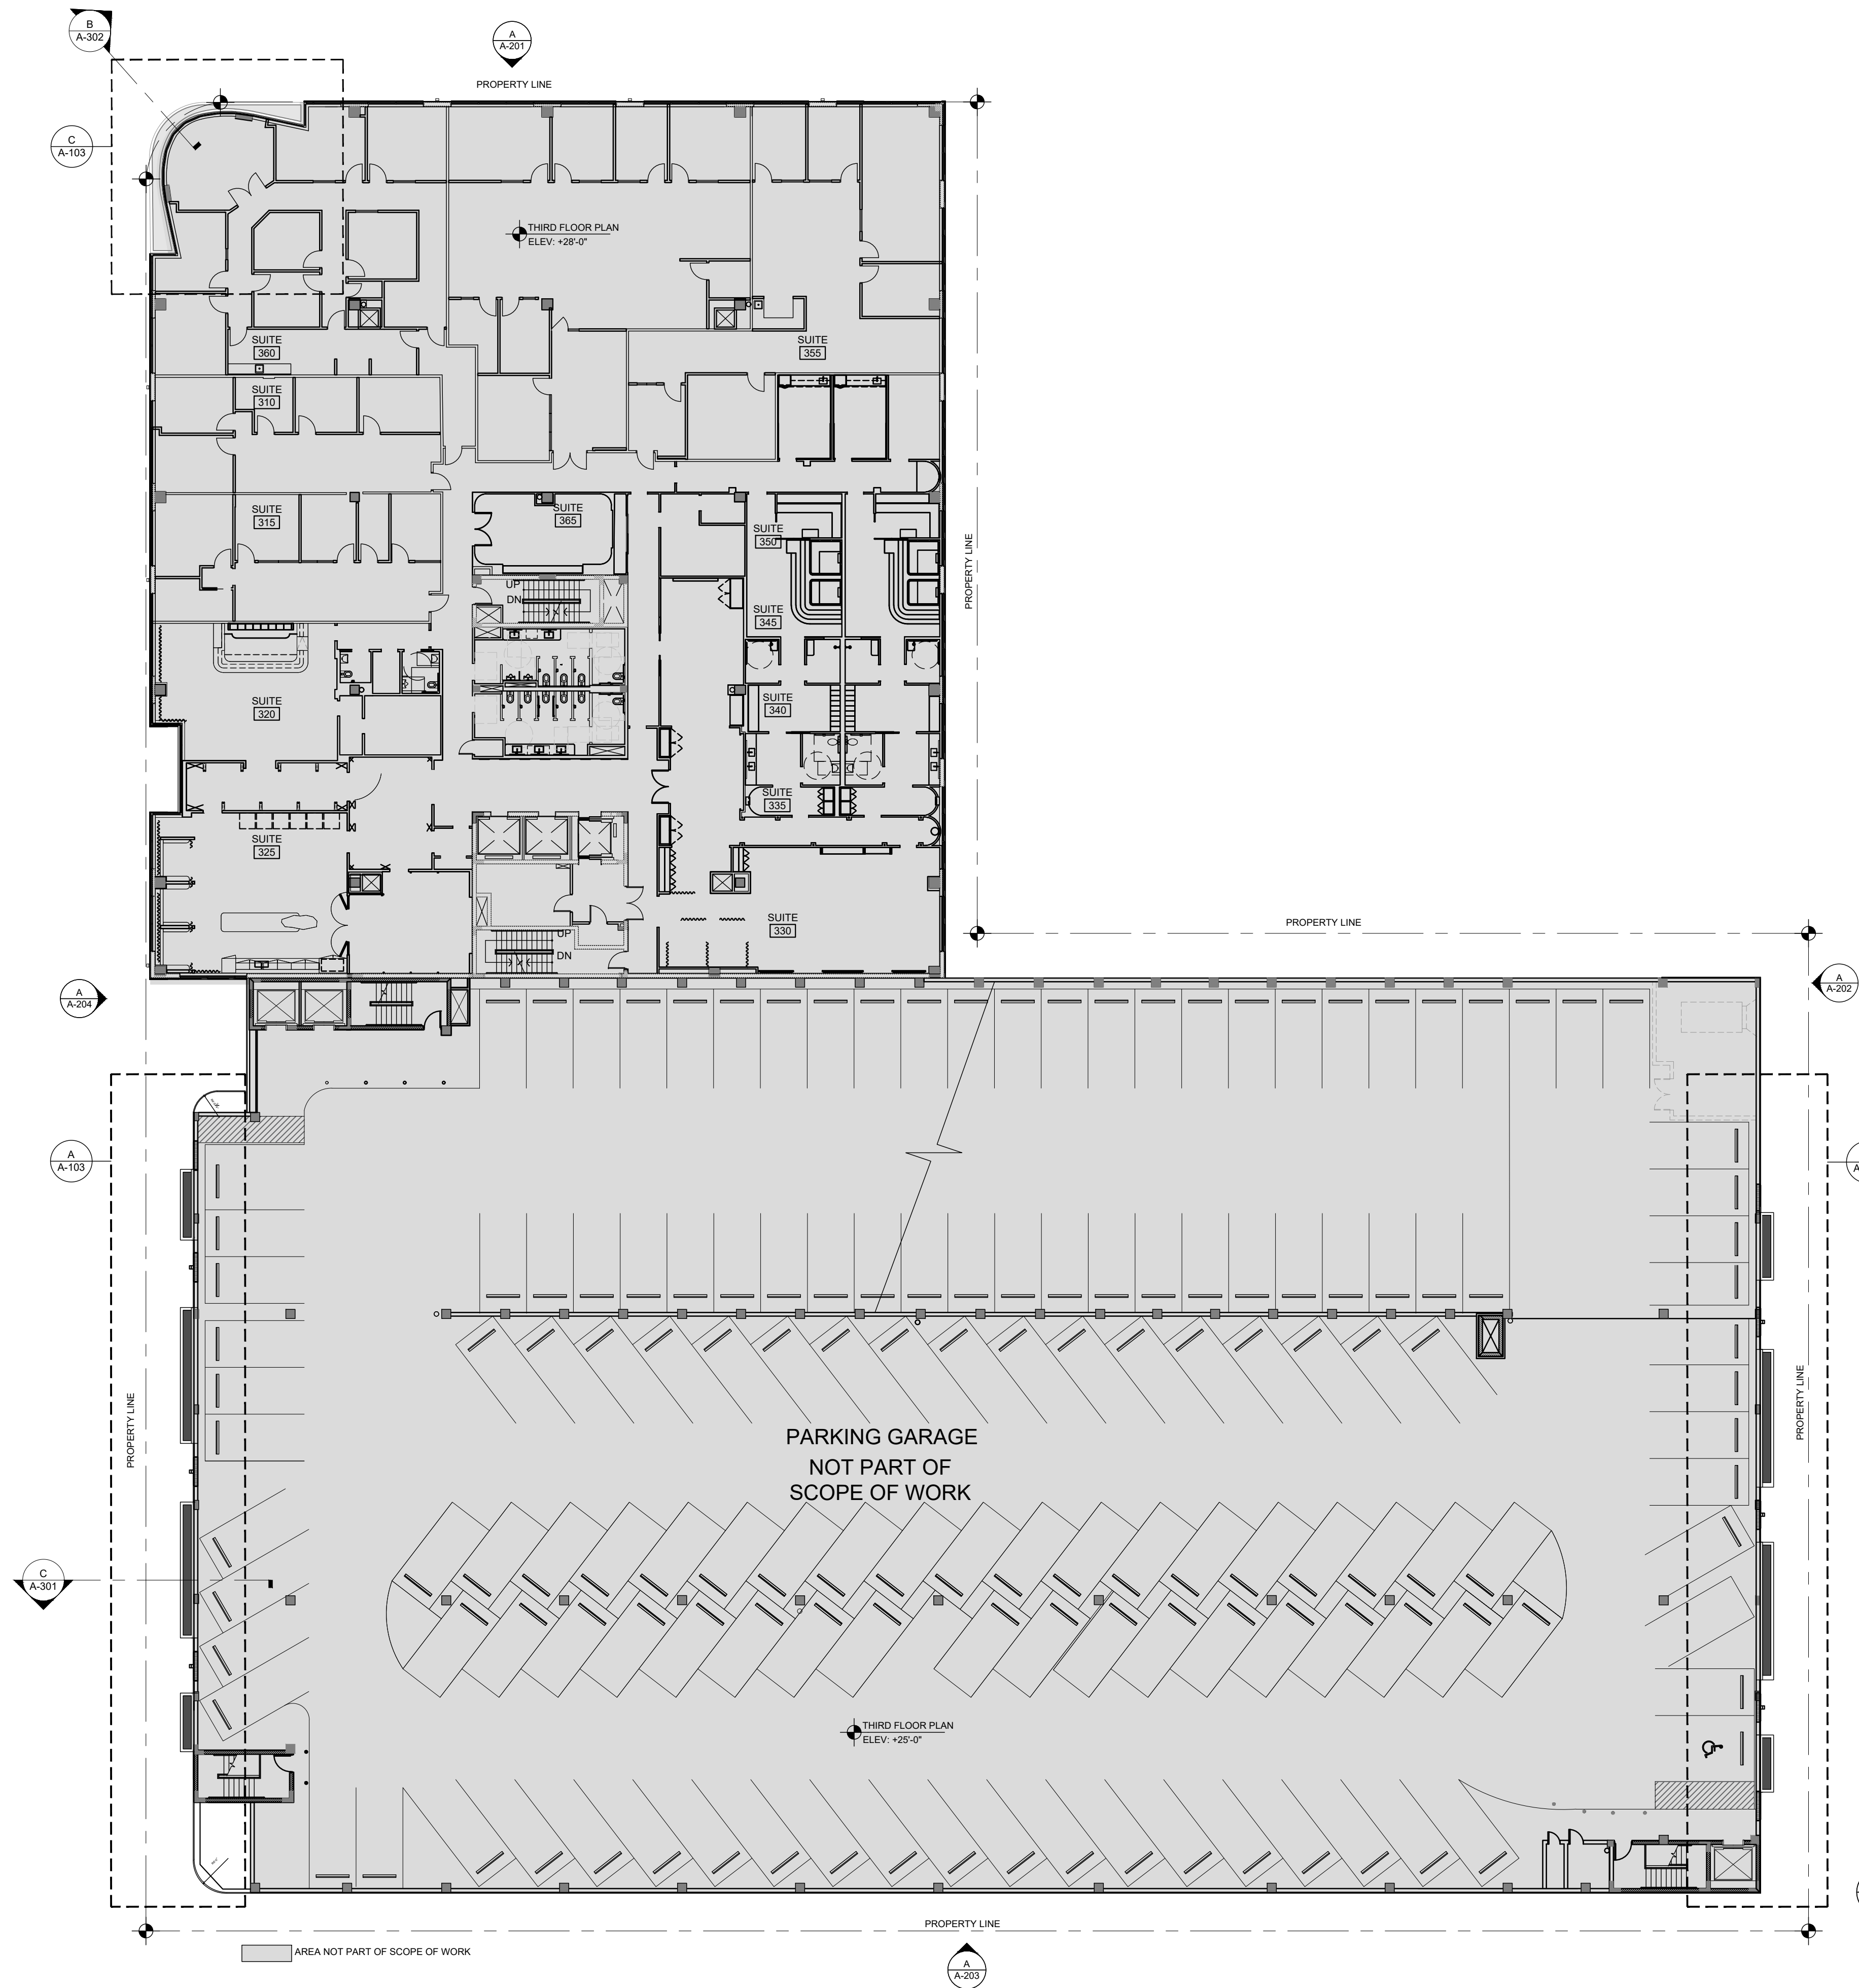 B
A-302
A
A-201
PROPERTY LINE
C
A-103
THIRD FLOOR PLAN
ELEV: +28'-0"
SUITE
360
SUITE
355
SUITE
310
SUITE
315
SUITE
365
SUITE
350
PROPERTY LINE
UP
DN
SUITE
345
SUITE
320
SUITE
340
SUITE
335
SUITE
325
SUITE
330
PROPERTY LINE
UP
DN
A
A-204
A
A-202
A
A-103
A
PROPERTY LINE
PROPERTY LINE
PARKING GARAGE
NOT PART OF
SCOPE OF WORK
C
A-301
THIRD FLOOR PLAN
ELEV: +25'-0"
PROPERTY LINE
AREA NOT PART OF SCOPE OF WORK
A
A-203